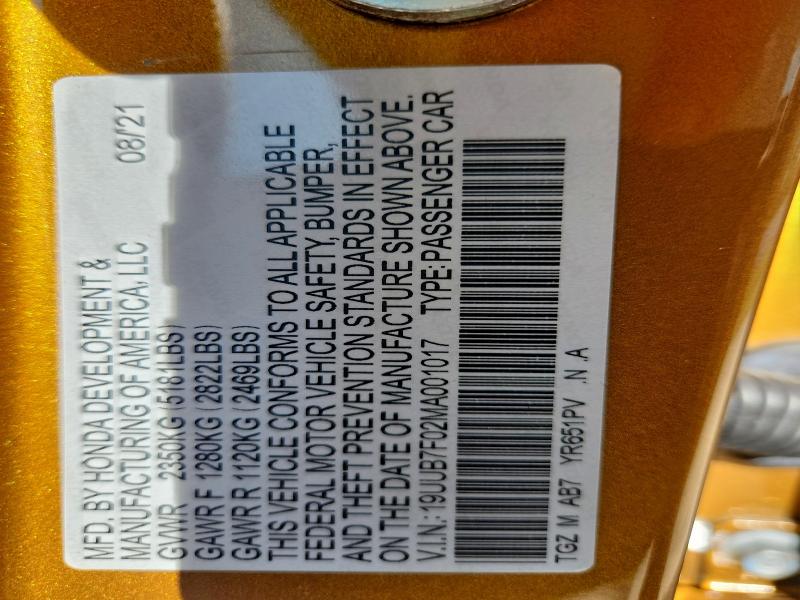 MFD. BY HONDA DEVELOPMENT &
MANUFACTURING OF AMERICA, LLC 08/'21
GVWR 2350KG (5181LBS)
GAWR F 1280KG (2822LBS)
GAWR R 1120KG (2469LBS)
THIS VEHICLE CONFORMS TO ALL APPLICABLE
FEDERAL MOTOR VEHICLE SAFETY, BUMPER,
AND THEFT PREVENTION STANDARDS IN EFFECT
ON THE DATE OF MANUFACTURE SHOWN ABOVE.
V.I.N.:19UUB7F02MA001017 TYPE:PASSENGER CAR
TGZ M AB7 YR651PV .N .A